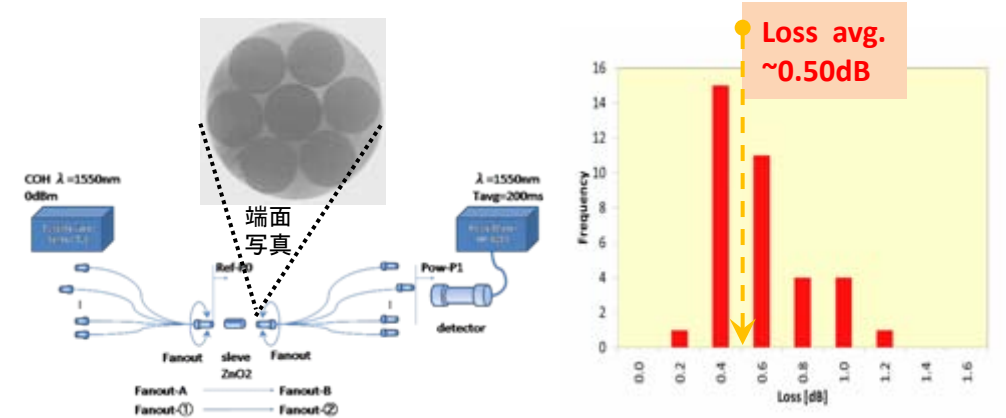 COH λ=1550nm
0dBm
端面
写真
λ=1550nm
Tavg=200ms
Pow-P1
detector
Fanout
sleve
ZnO2
Fanout
Fanout-A
Fanout-B
Fanout-①
Fanout-②
Loss avg.
~0.50dB
Frequency
16
14
12
10
8
6
4
2
0
0.0
0.2
0.4
0.6
0.8
1.0
1.2
1.4
1.6
Loss [dB]